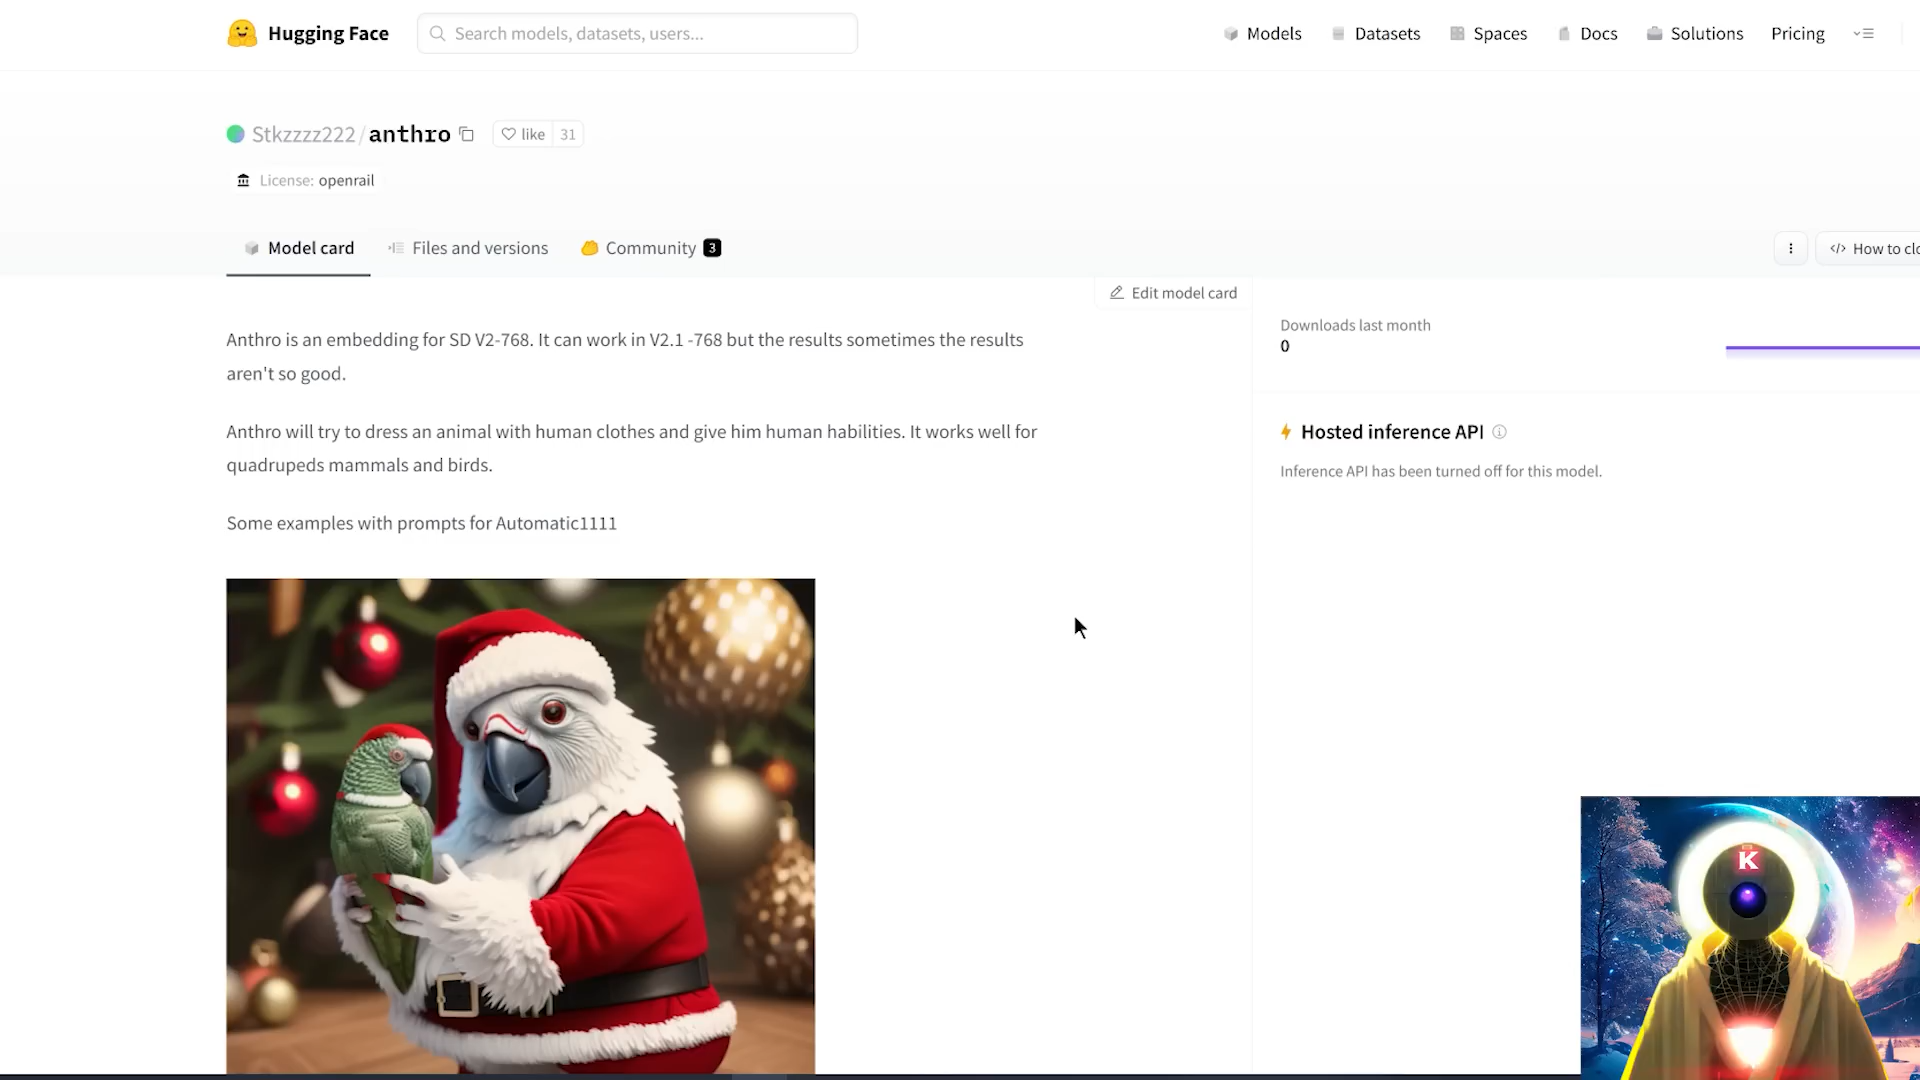 Hugging Face
Search models, datasets, users...
Models
Datasets
Spaces
Docs
Solutions
Pricing
Stkzzzz222/anthro
like 31
License: openrail
Model card
Files and versions
Community 3
How to clo
Edit model card
Anthro is an embedding for SD V2-768. It can work in V2.1 -768 but the results sometimes the results
aren't so good.
Anthro will try to dress an animal with human clothes and give him human habilities. It works well for
quadrupeds mammals and birds.
Some examples with prompts for Automatic1111
Downloads last month
0
Hosted inference API
Inference API has been turned off for this model.
K